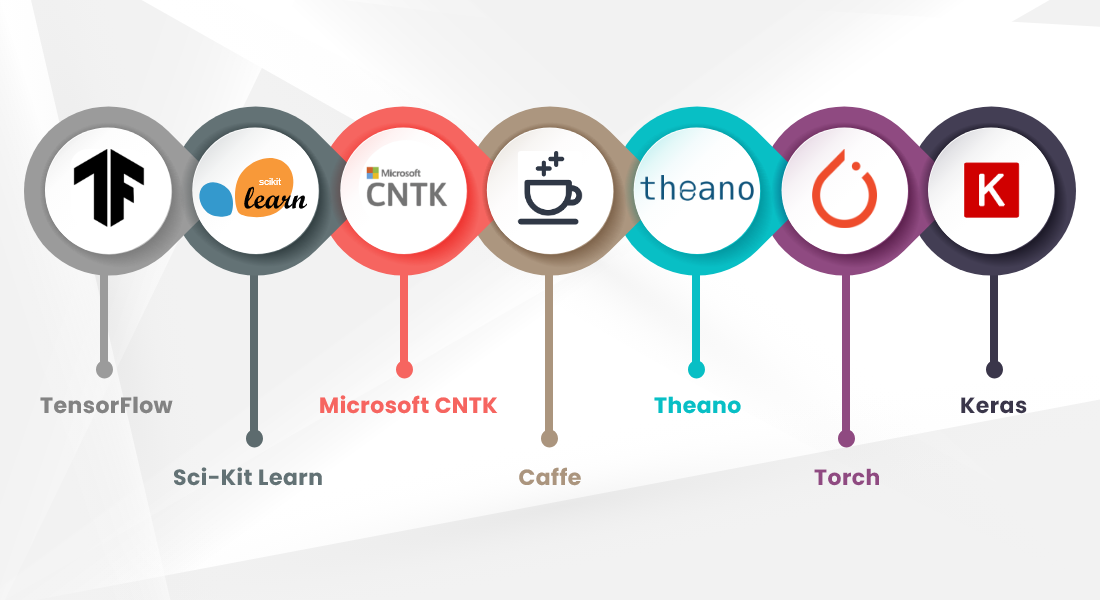 scikit
learn
Microsoft
CNTK
theano
K
TensorFlow
Microsoft CNTK
Theano
Keras
Sci-Kit Learn
Caffe
Torch